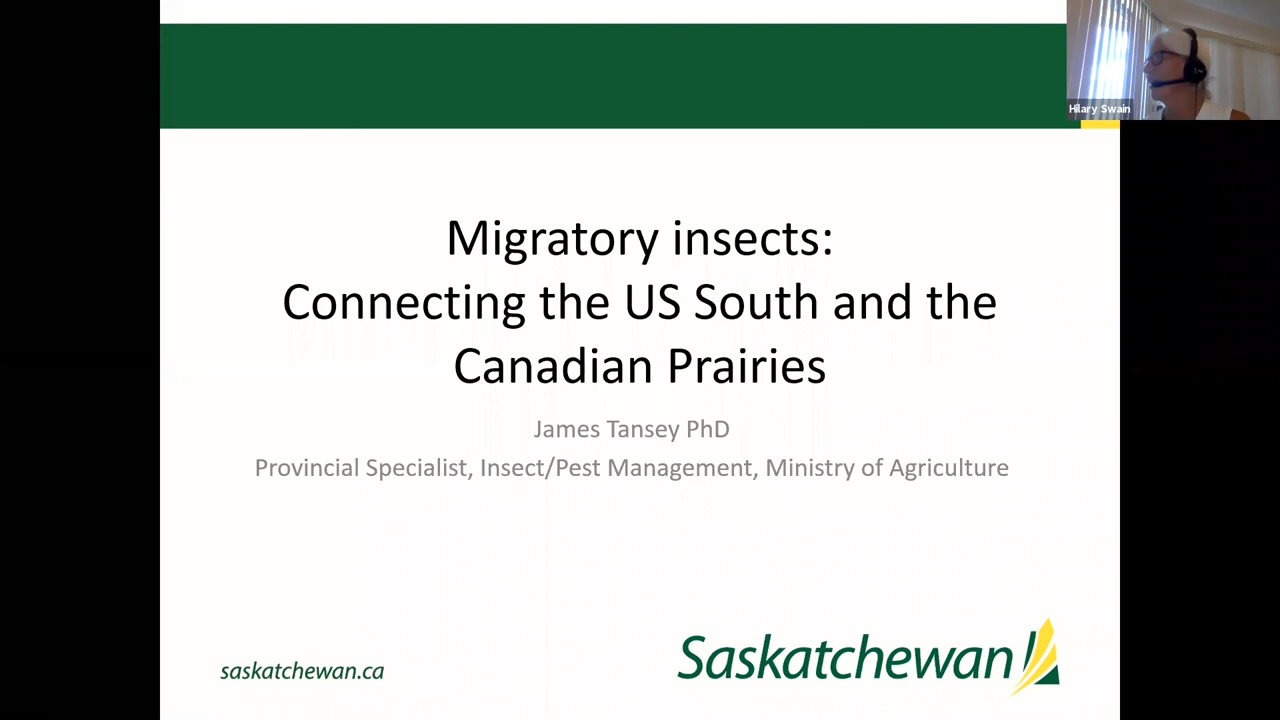 Hilary Swain
Migratory insects:
Connecting the US South and the
Canadian Prairies
James Tansey PhD
Provincial Specialist, Insect/Pest Management, Ministry of Agriculture
saskatchewan.ca
Saskatchewan